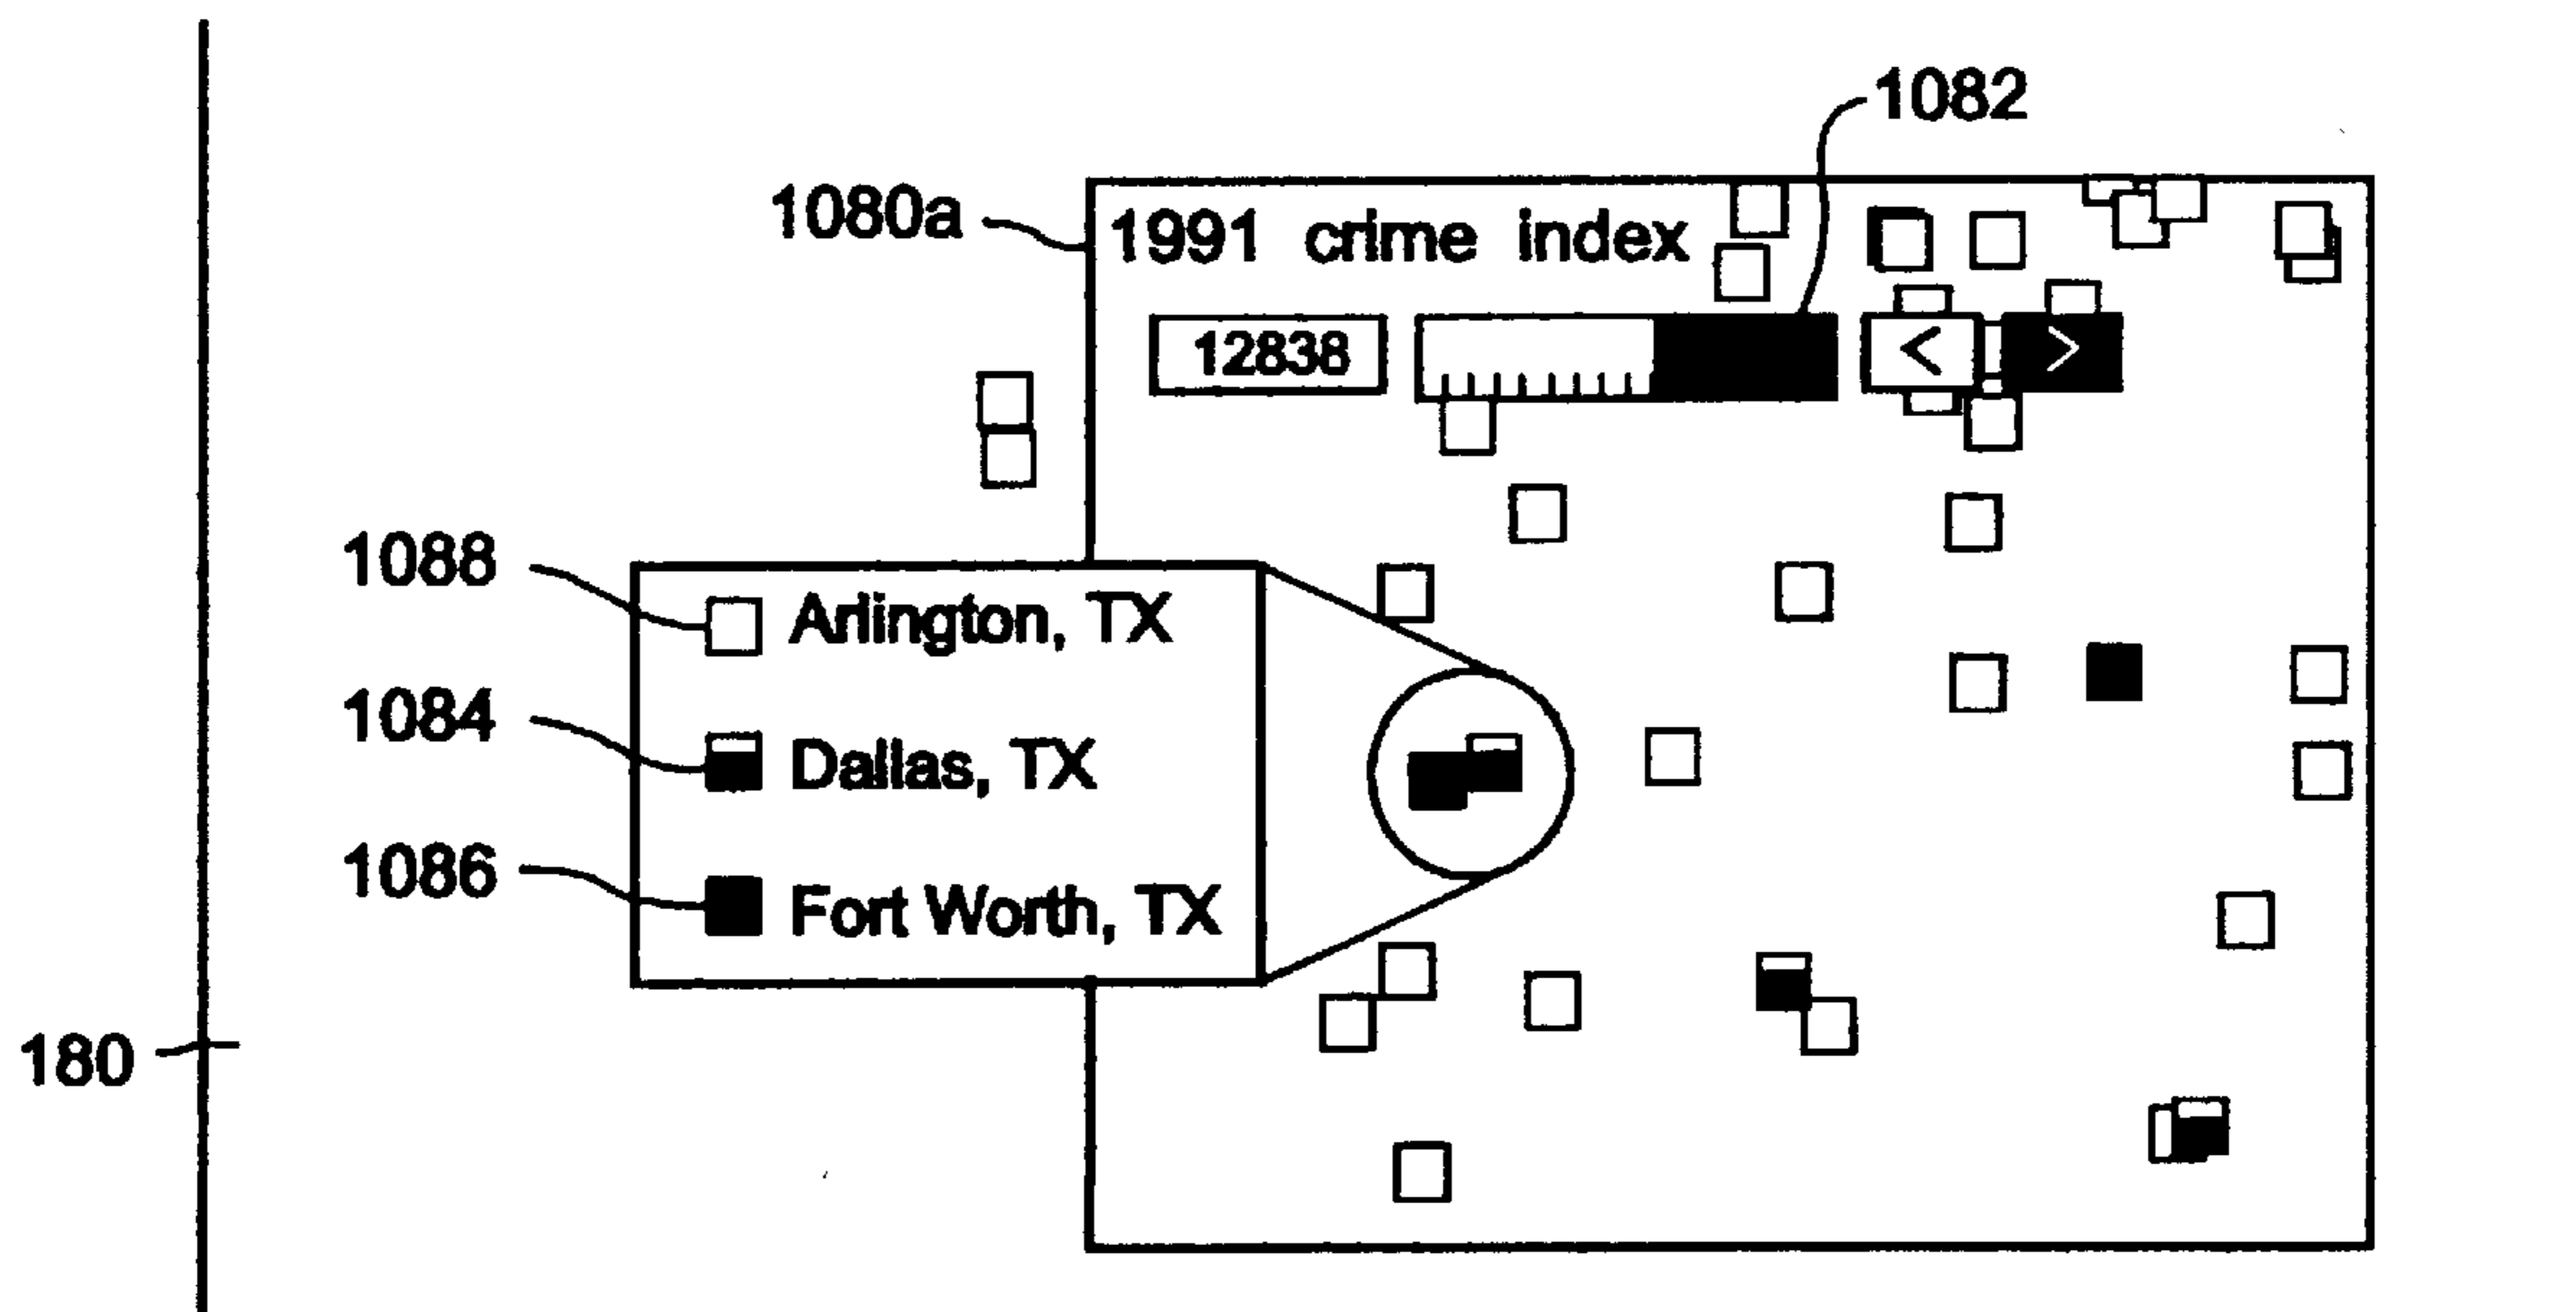 1082
1080a
1991 crime index
12838
<
>
1088
Arlington, TX
1084
Dallas, TX
1086
Fort Worth, TX
180